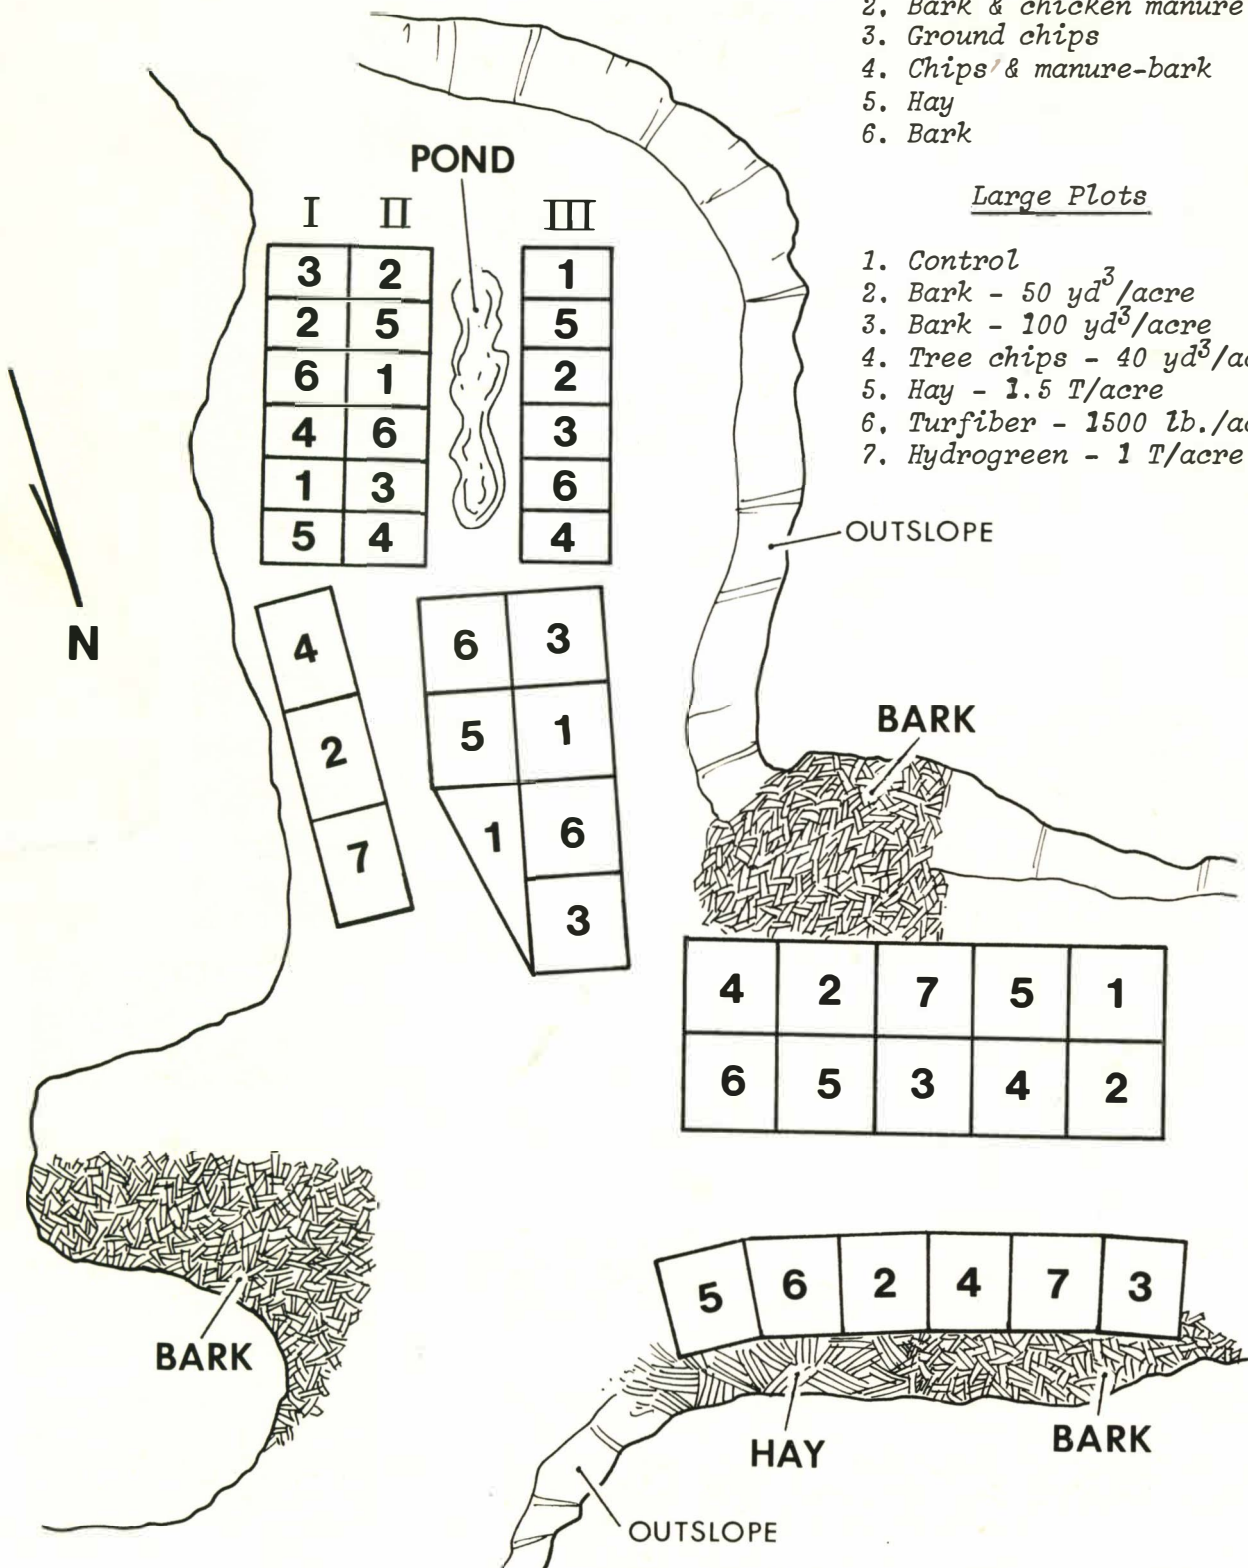 2. Bark & chicken manure
3. Ground chips
4. Chips & manure-bark
5. Hay
6. Bark
Large Plots
1. Control
2. Bark - 50 yd³/acre
3. Bark - 100 yd³/acre
4. Tree chips - 40 yd³/ac
5. Hay - 1.5 T/acre
6. Turfiber - 1500 lb./ac
7. Hydrogreen - 1 T/acre
POND
I II III
3 2 1
2 5 5
6 1 2
4 6 3
1 3 6
5 4 4
OUTSLOPE
N
4
2
7
6 3
5 1
1 6
3
BARK
4 2 7 5 1
6 5 3 4 2
BARK
5 6 2 4 7 3
HAY
BARK
OUTSLOPE